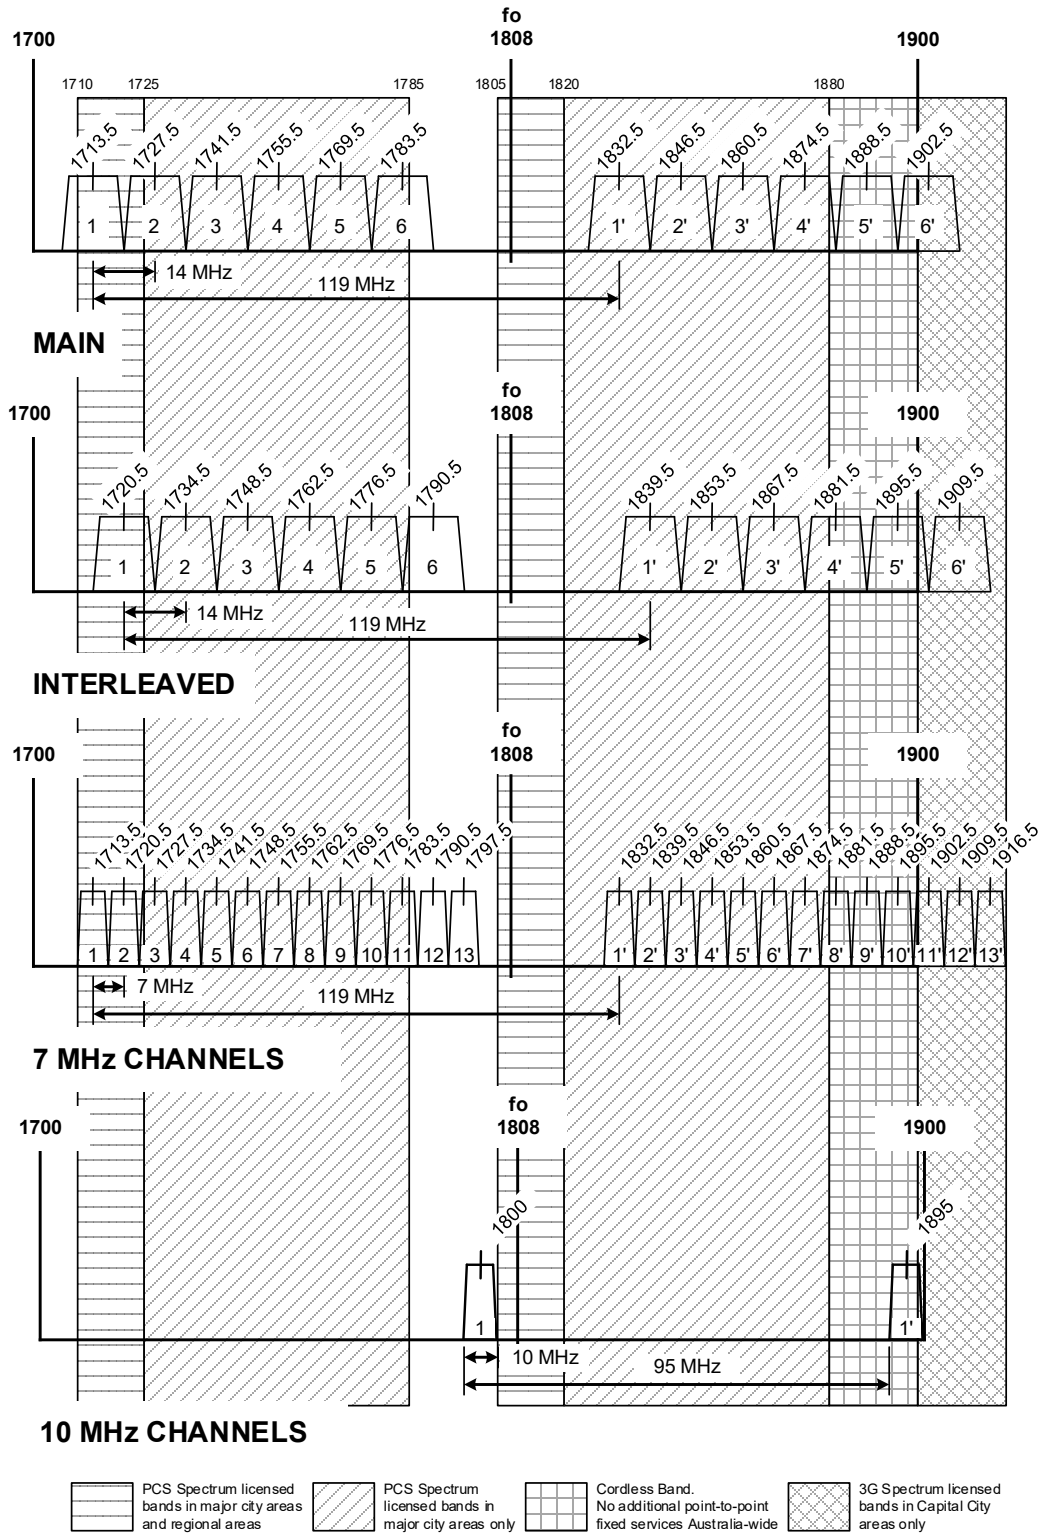 fo
1700 1808 1900
1710 1725 1785 1805 1820 1880
1713.5 1727.5 1741.5 1755.5 1769.5 1783.5 1832.5 1846.5 1860.5 1874.5 1888.5 1902.5
1 2 3 4 5 6 1' 2' 3' 4' 5' 6'
14 MHz
119 MHz
MAIN
fo
1700 1808 1900
1720.5 1734.5 1748.5 1762.5 1776.5 1790.5 1839.5 1853.5 1867.5 1881.5 1895.5 1909.5
1 2 3 4 5 6 1' 2' 3' 4' 5' 6'
14 MHz
119 MHz
INTERLEAVED
fo
1700 1808 1900
1713.5 1720.5 1727.5 1734.5 1741.5 1748.5 1755.5 1762.5 1769.5 1776.5 1783.5 1790.5 1797.5 1832.5 1839.5 1846.5 1853.5 1860.5 1867.5 1874.5 1881.5 1888.5 1895.5 1902.5 1909.5 1916.5
1 2 3 4 5 6 7 8 9 10 11 12 13 1' 2' 3' 4' 5' 6' 7' 8' 9' 10' 11' 12' 13'
7 MHz
119 MHz
7 MHz CHANNELS
fo
1700 1808 1900
1800 1895
1 1'
10 MHz
95 MHz
10 MHz CHANNELS
PCS Spectrum licensed
bands in major city areas
and regional areas
PCS Spectrum
licensed bands in
major city areas only
Cordless Band.
No additional point-to-point
fixed services Australia-wide
3G Spectrum licensed
bands in Capital City
areas only